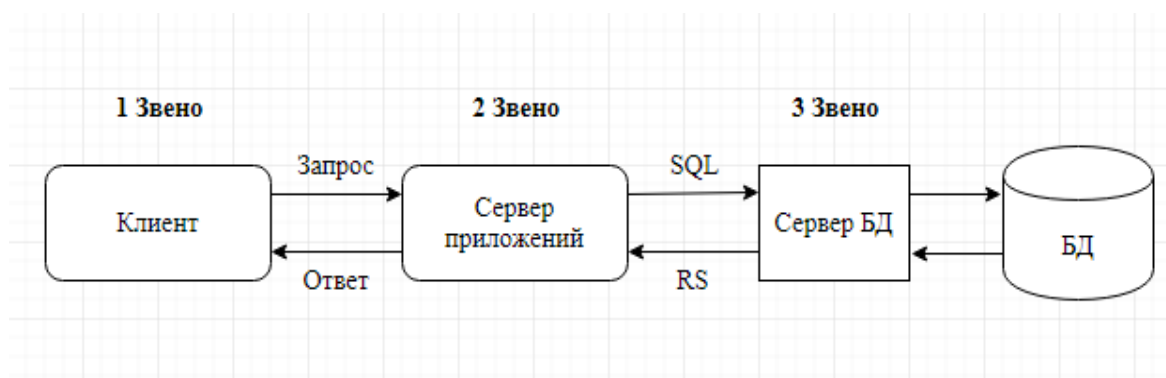 1 Звено
2 Звено
3 Звено
Запрос
SQL
Клиент
Сервер
приложений
Сервер БД
БД
Ответ
RS